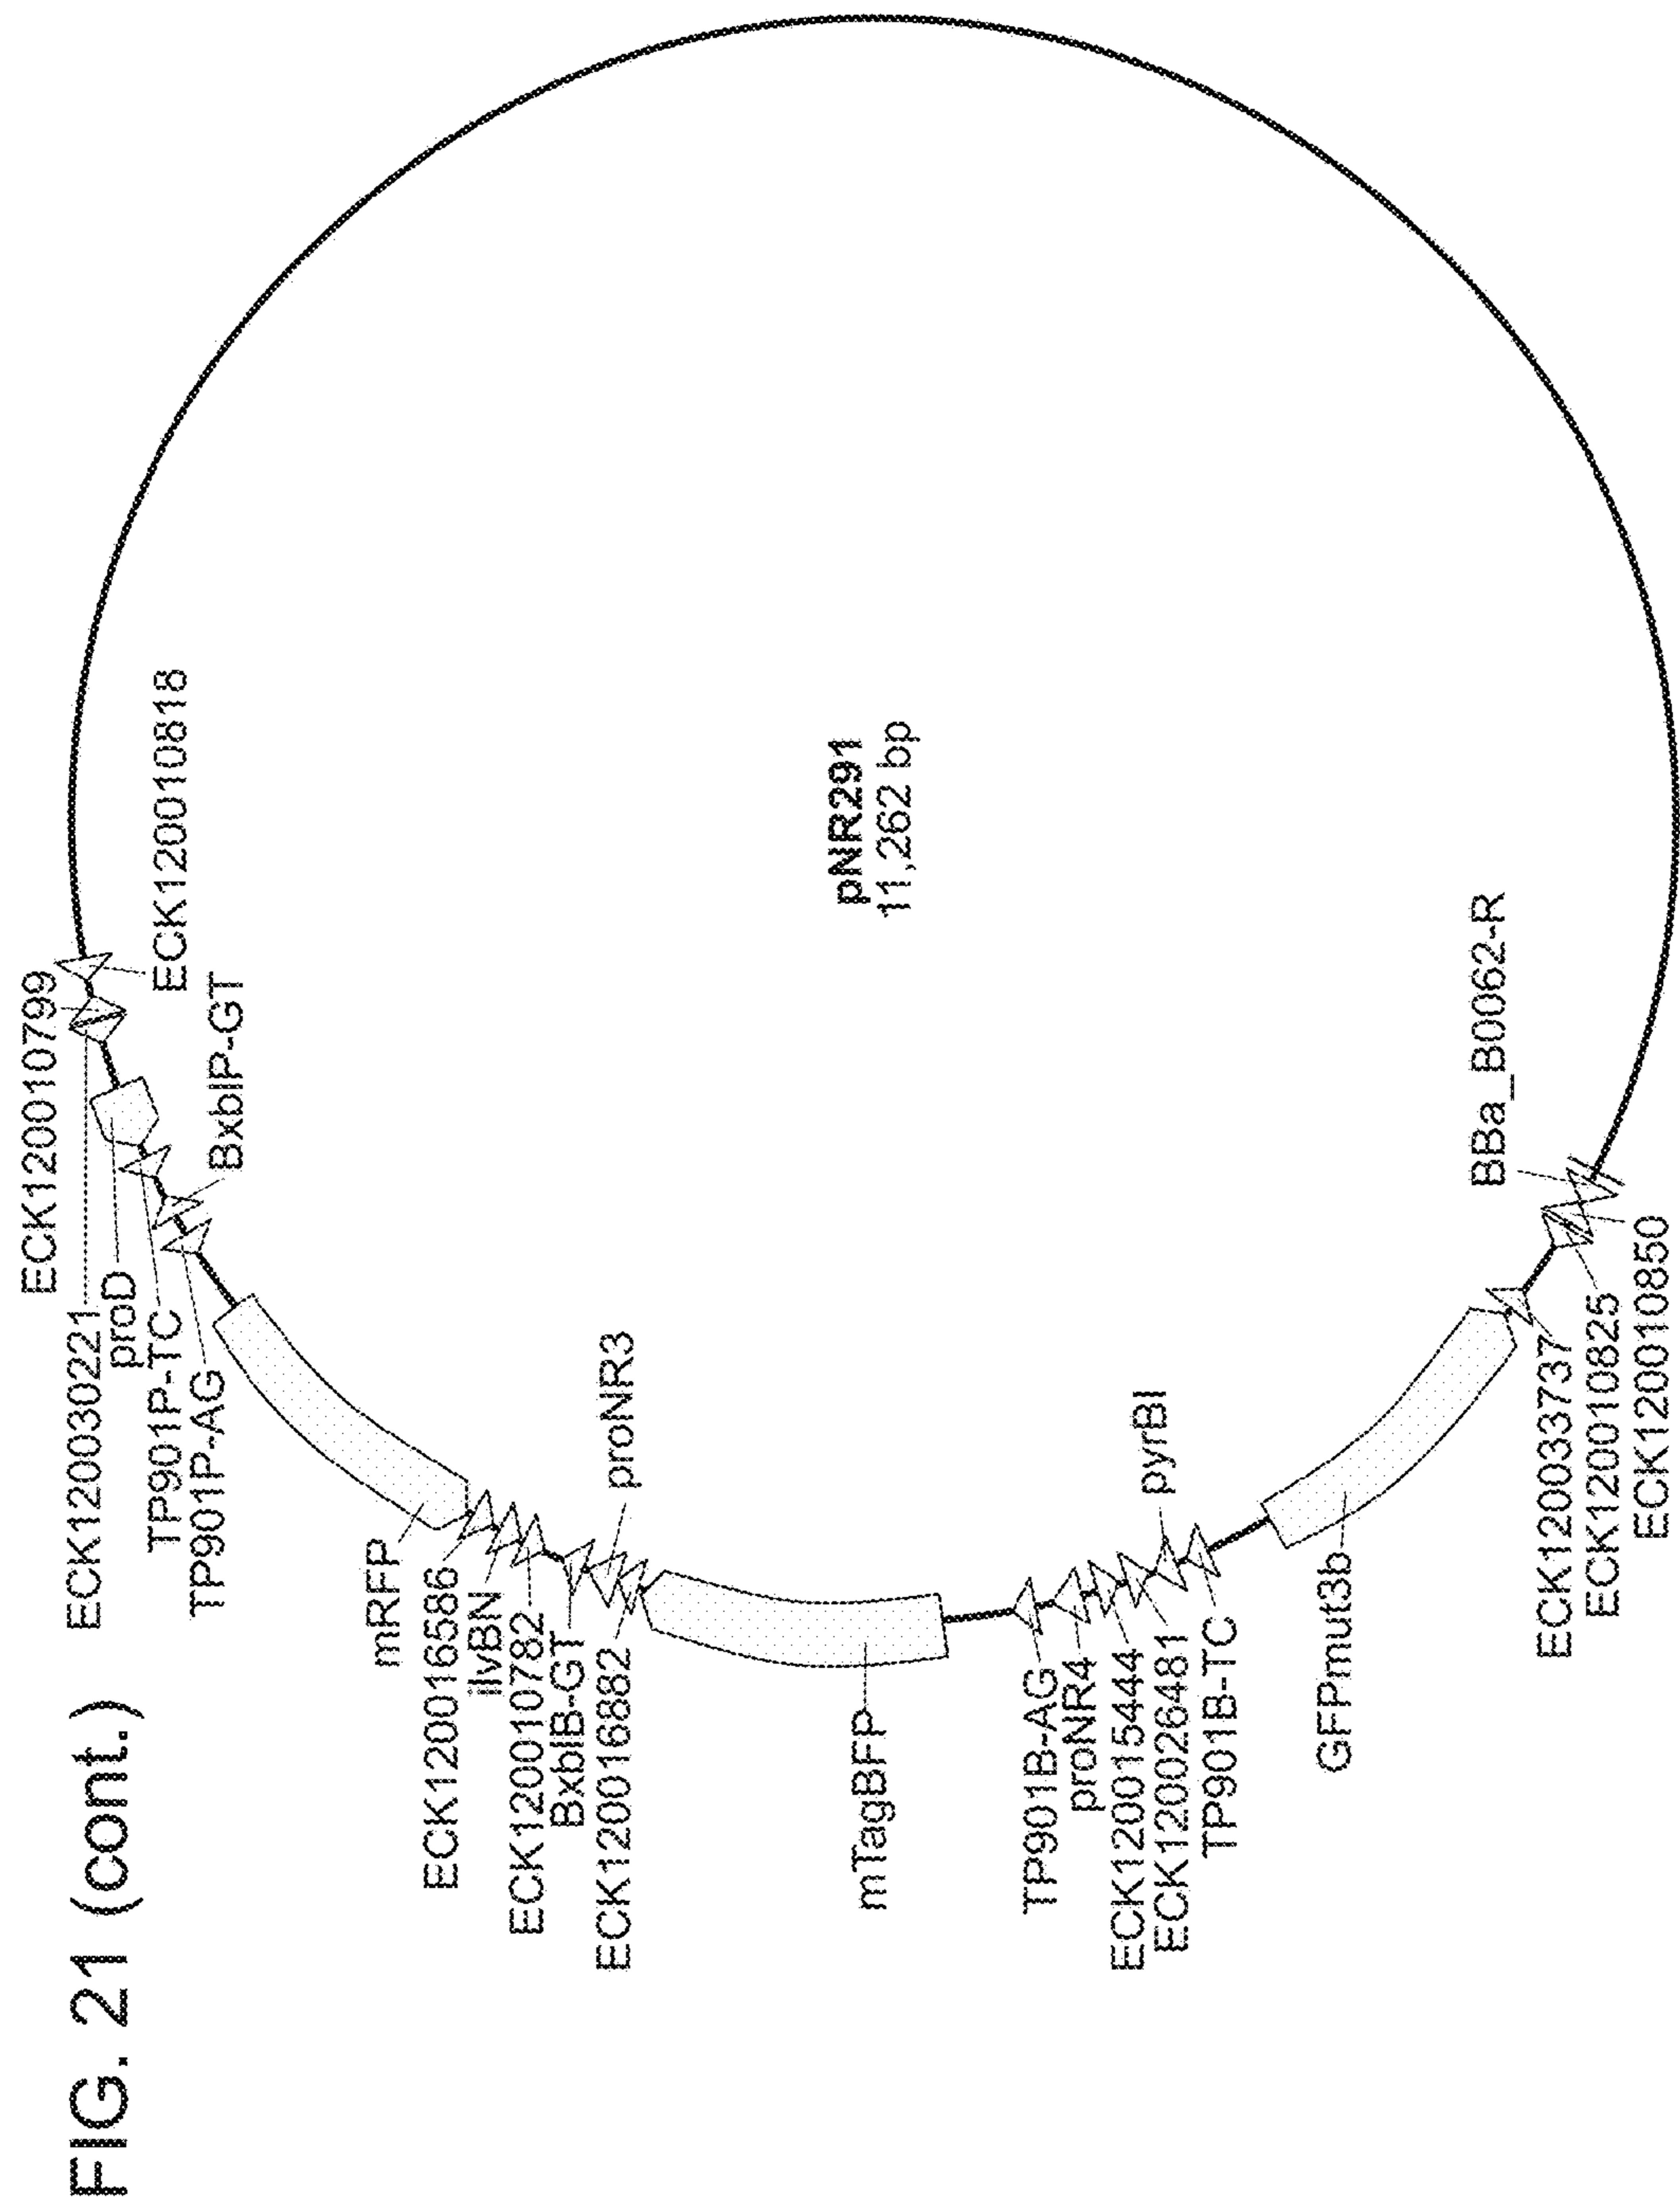 FIG. 21 (cont.)
ECK120010799
ECK120010818
ECK120030221
proD
BxbIP-GT
TP901P-TC
TP901P-AG
mRFP
ECK120016586
ilvBN
ECK120010782
BxbIB-GT
proNR3
ECK120016882
pNR291
11,262 bp
mTagBFP
TP901B-AG
proNR4
ECK120015444
ECK120026481
pyrBI
TP901B-TC
GFPmut3b
BBa_B0062-R
ECK120033737
ECK120010825
ECK120010850